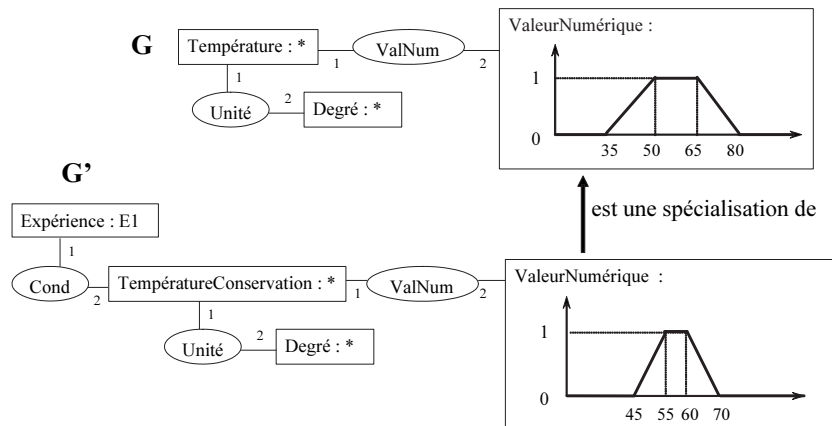 G
Température : *
1
ValNum
2
ValeurNumérique :
1
0
35 50 65 80
1
Unité
2
Degré : *
est une spécialisation de
G’
Expérience : E1
1
Cond
2
TempératureConservation : *
1
ValNum
2
ValeurNumérique :
1
0
45 55 60 70
1
Unité
2
Degré : *